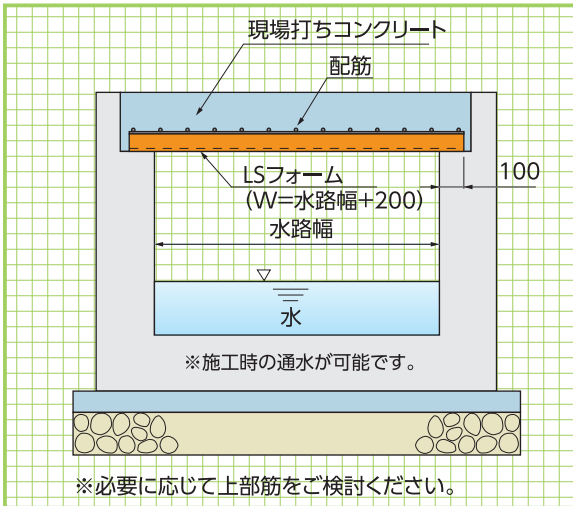 現場打ちコンクリート
配筋
LSフォーム
(W=水路幅+200)
100
水路幅
水
※施工時の通水が可能です。
※必要に応じて上部筋をご検討ください。